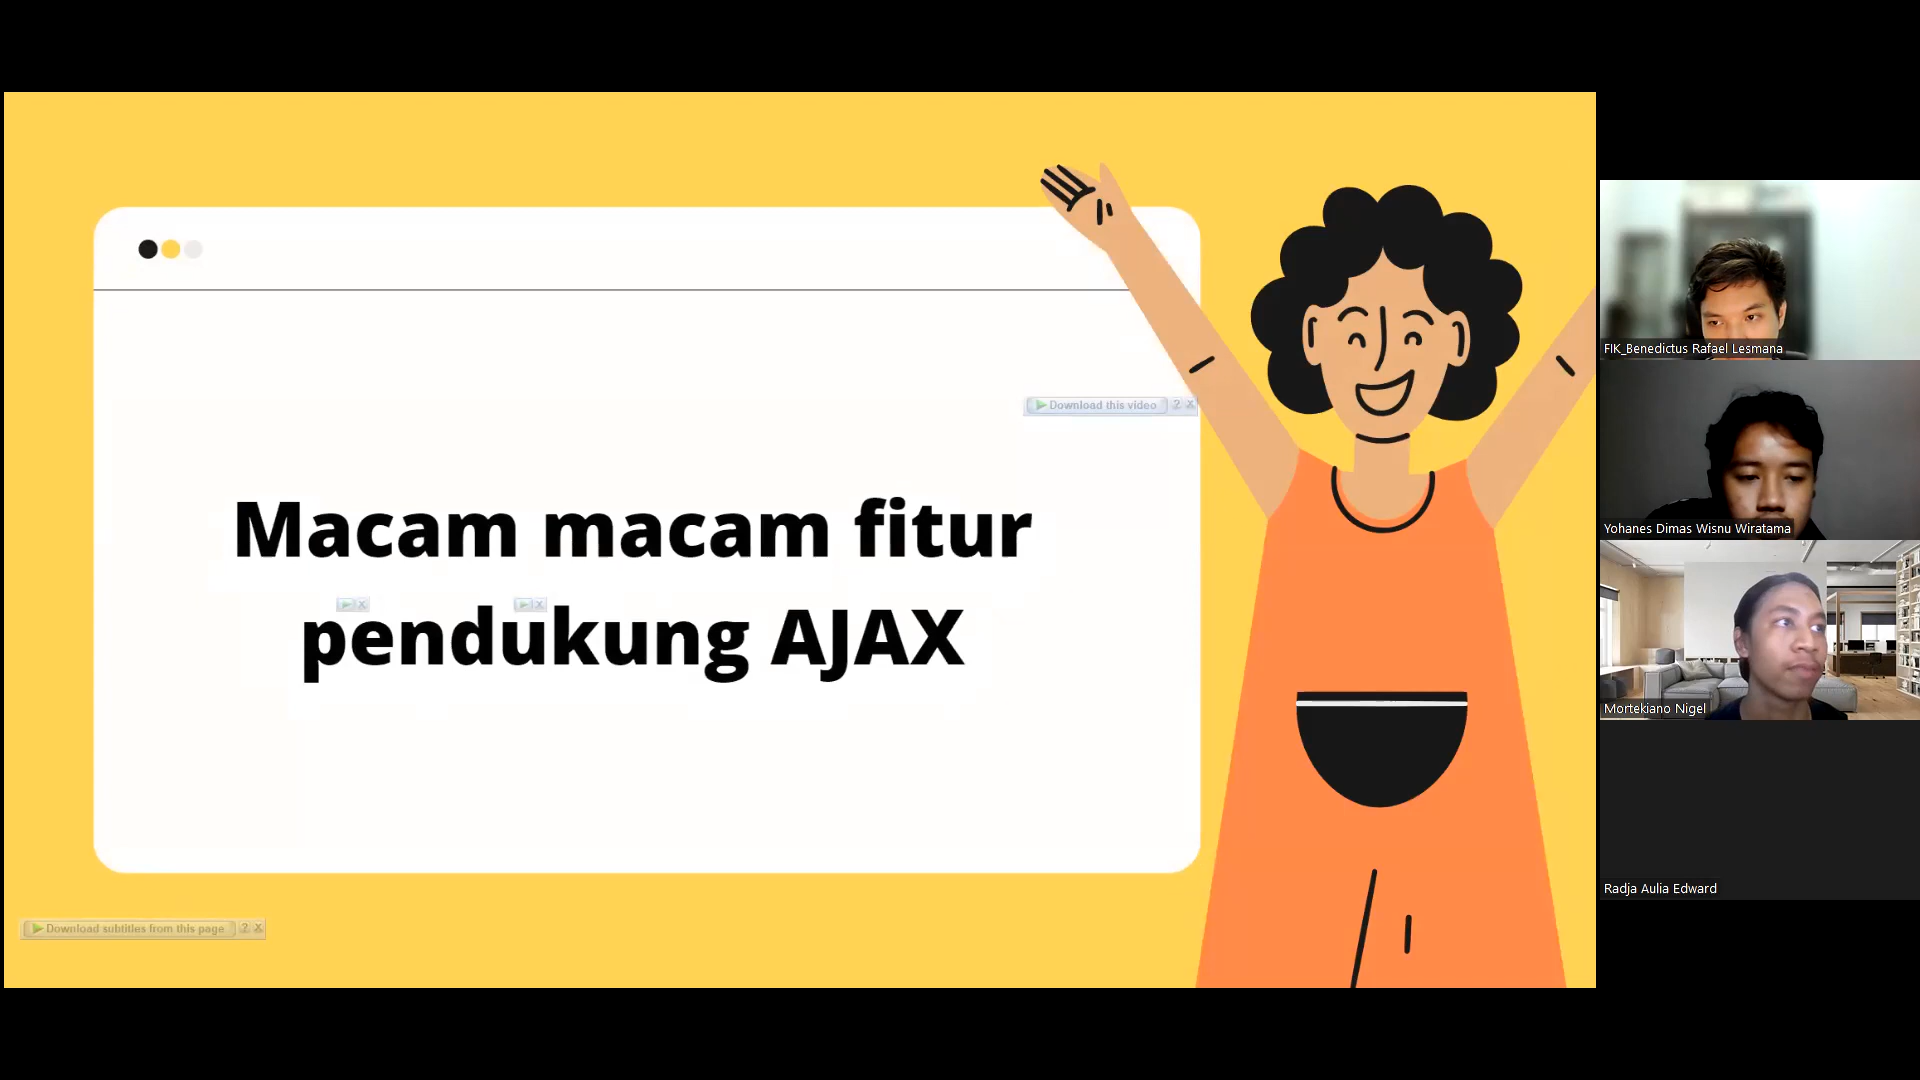 Macam macam fitur
pendukung AJAX
Download this video ? X
X
X
Download subtitles from this page ? X
FIK_Benedictus Rafael Lesmana
Yohanes Dimas Wisnu Wiratama
Mortekiano Nigel
Radja Aulia Edward